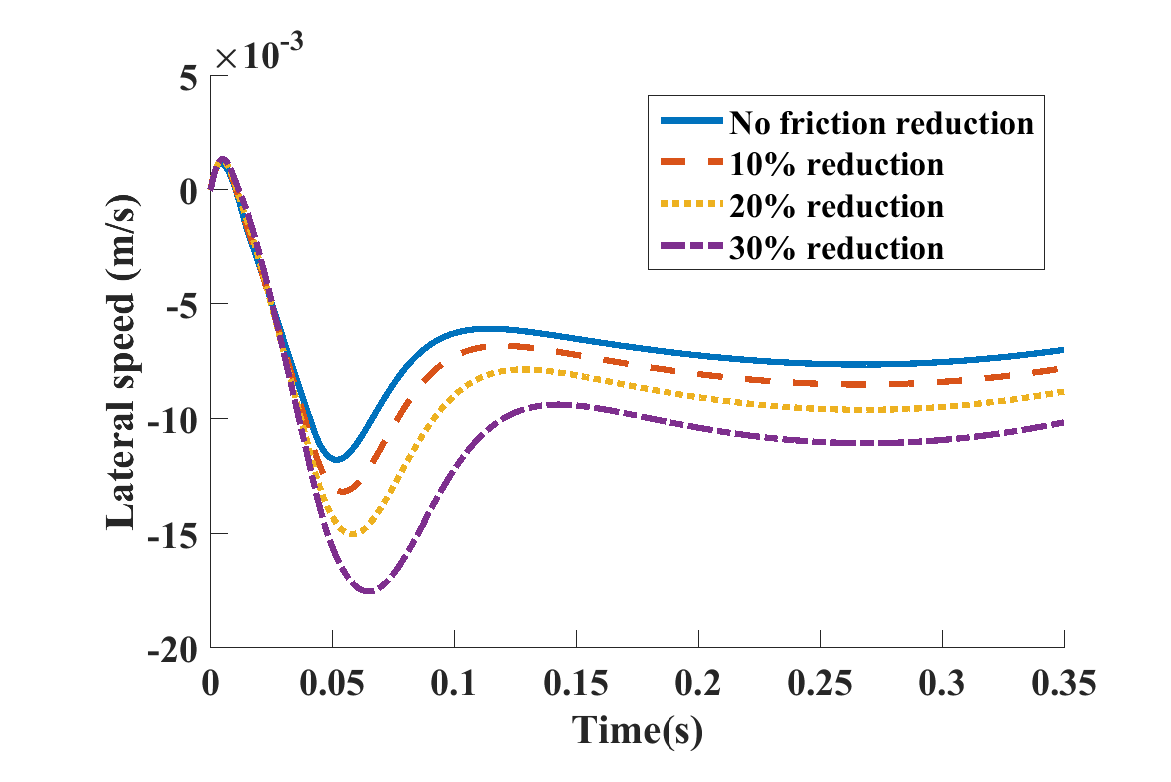 ×10-3
5
0
-5
-10
-15
-20
Lateral speed (m/s)
No friction reduction
10% reduction
20% reduction
30% reduction
0 0.05 0.1 0.15 0.2 0.25 0.3 0.35
Time(s)